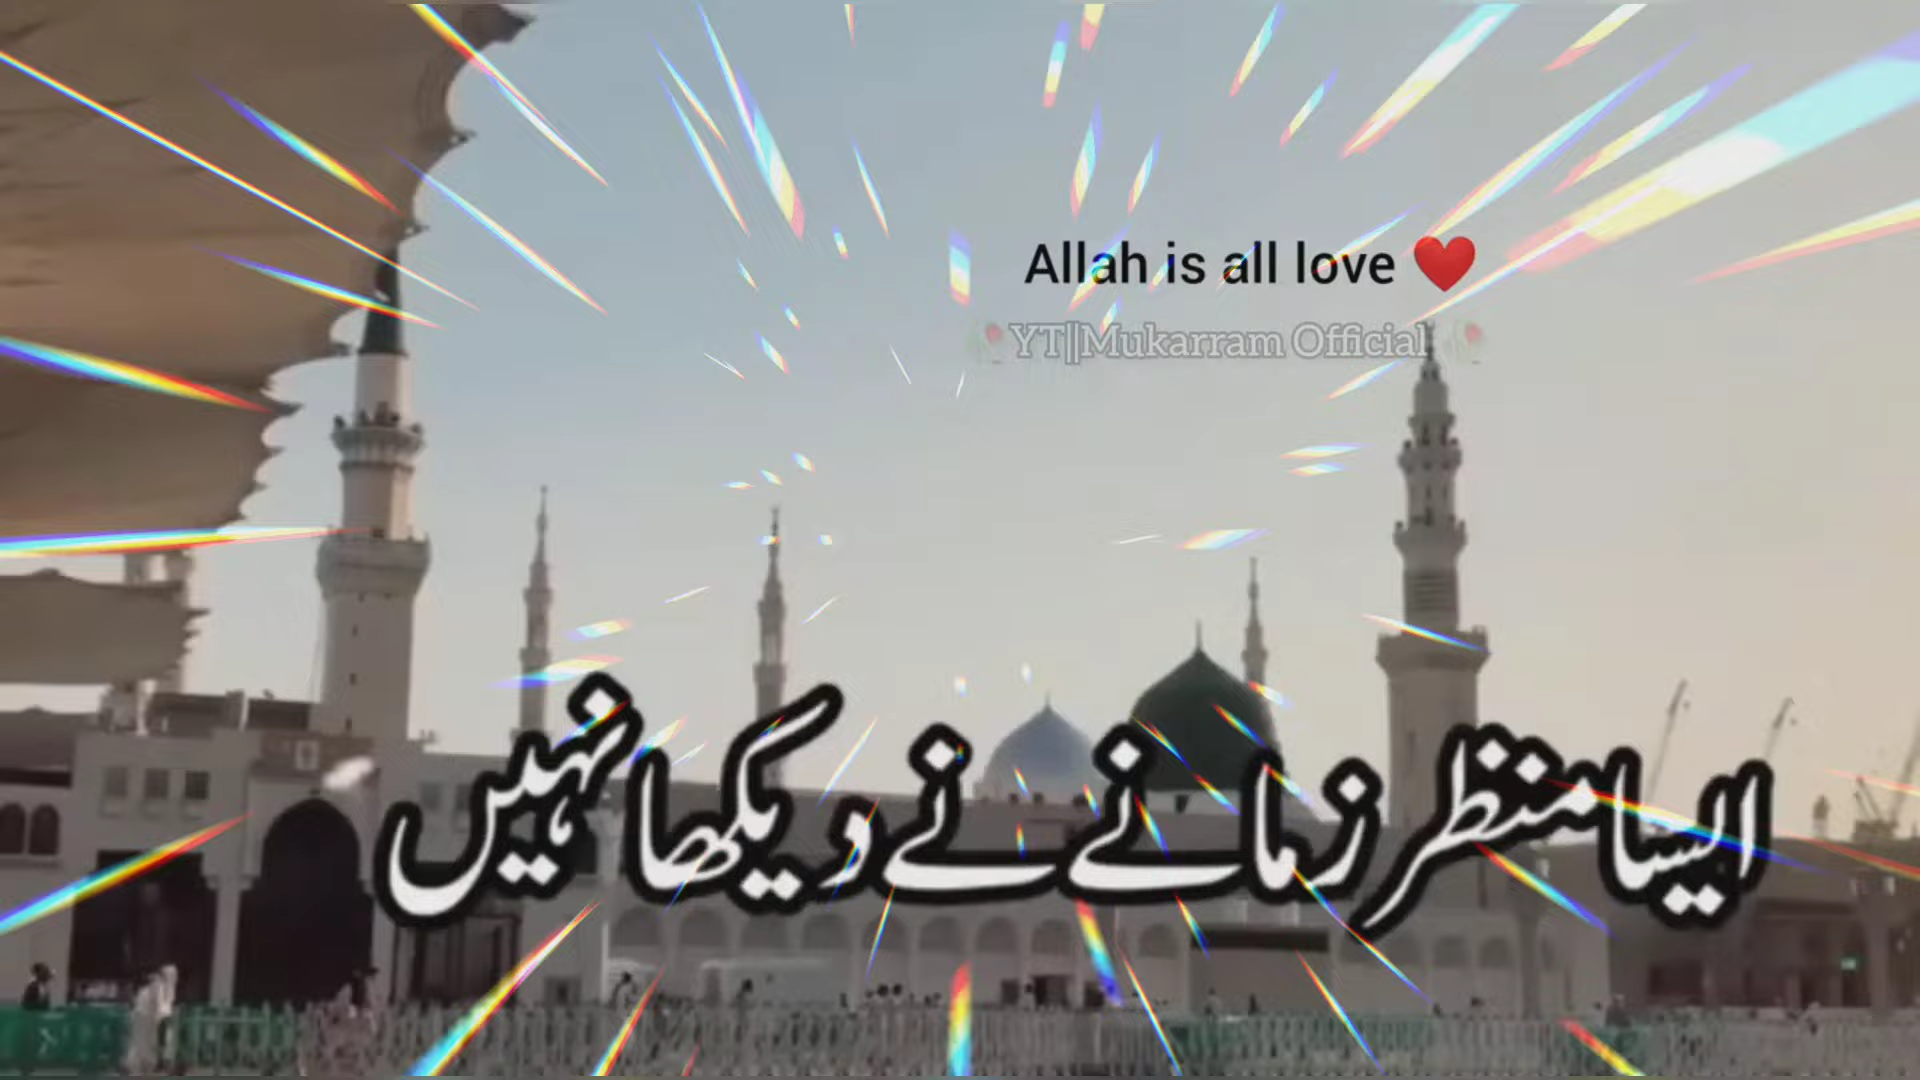 Allah is all love ❤️
🥀YT||Mukarram Official🥀
ایسا منظر زمانے نے دیکھا نہیں